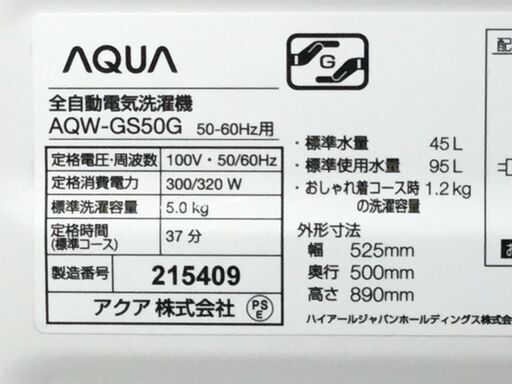 AQUA
G
全自動電気洗濯機
AQW-GS50G 50-60Hz用
定格電圧・周波数 100V・50/60Hz
定格消費電力 300/320 W
標準洗濯容量 5.0 kg
定格時間
(標準コース) 37 分
製造番号 215409
アクア 株式会社 PS E
・標準水量 45L
・標準使用水量 95L
・おしゃれ着コース時 1.2kg
の洗濯容量
外形寸法
幅 525mm
奥行 500mm
高さ 890mm
ハイアールジャパンホールディングス株式会
配
お